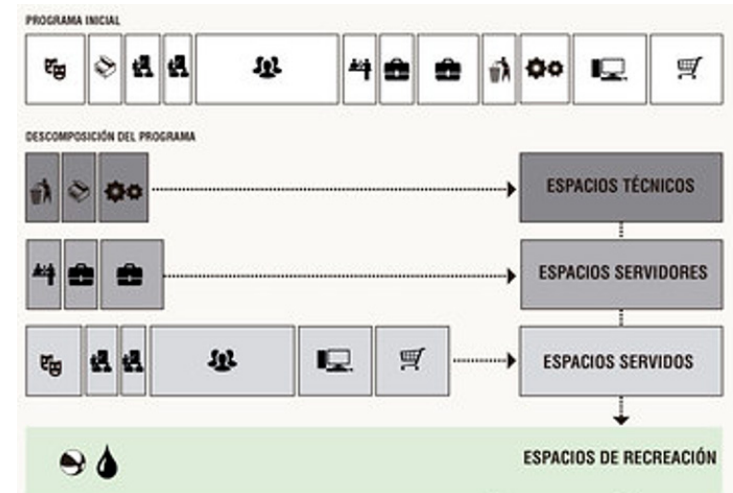 PROGRAMA INICIAL
DESCOMPOSICIÓN DEL PROGRAMA
ESPACIOS TÉCNICOS
ESPACIOS SERVIDORES
ESPACIOS SERVIDOS
ESPACIOS DE RECREACIÓN